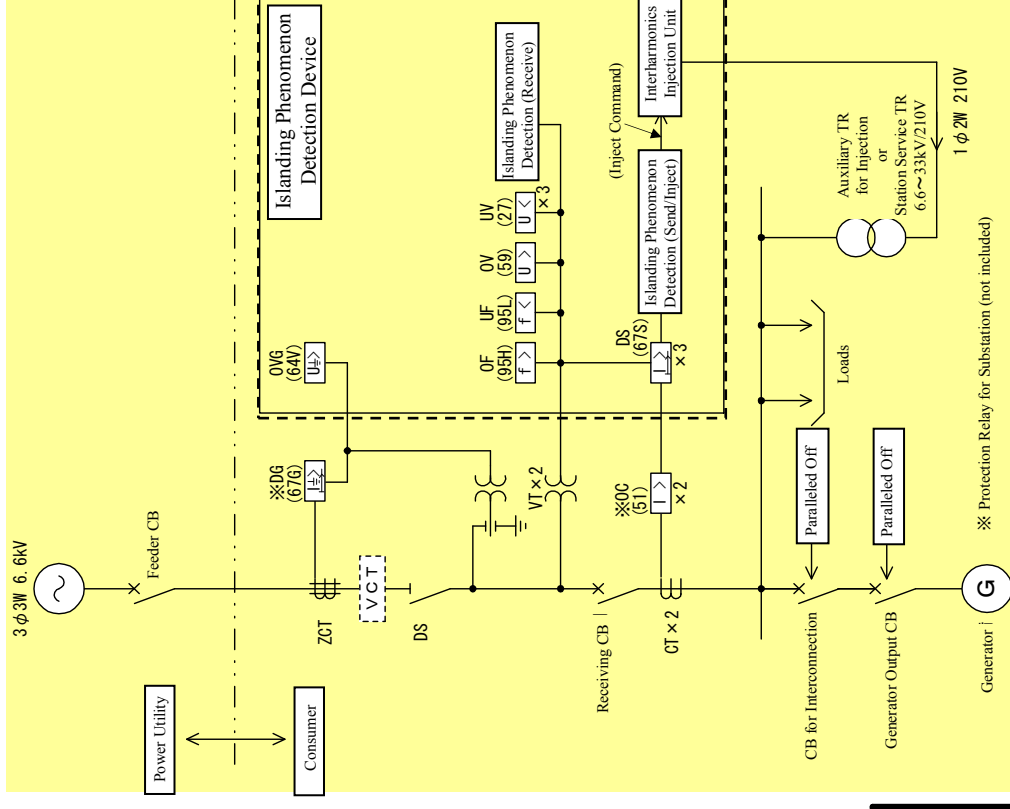 3φ3W 6.6kV
Feeder CB
Power Utility
Consumer
ZCT
VCT
DS
※DG
(67G)
I⏚>
OVG
(64V)
U⏚>
Islanding Phenomenon
Detection Device
VT×2
OF
(95H)
f >
UF
(95L)
f <
OV
(59)
U >
UV
(27)
U <
×3
Islanding Phenomenon
Detection (Receive)
Receiving CB
CT×2
※OC
(51)
I >
×2
DS
(67S)
I >
×3
Islanding Phenomenon
Detection (Send/Inject)
(Inject Command)
Interharmonics
Injection Unit
CB for Interconnection
Paralleled Off
Generator Output CB
Paralleled Off
Loads
Auxiliary TR
for Injection
or
Station Service TR
6.6~33kV/210V
1φ2W 210V
G
Generator
※ Protection Relay for Substation (not included)